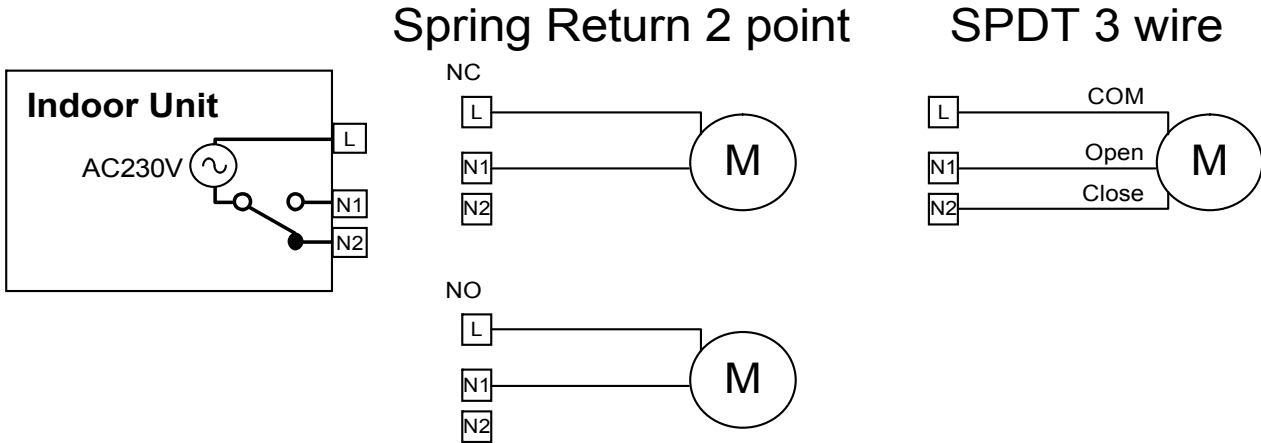 Spring Return 2 point
SPDT 3 wire
Indoor Unit
AC230V
L
N1
N2
NC
L
N1
N2
M
NO
L
N1
N2
M
L
N1
N2
COM
Open
Close
M